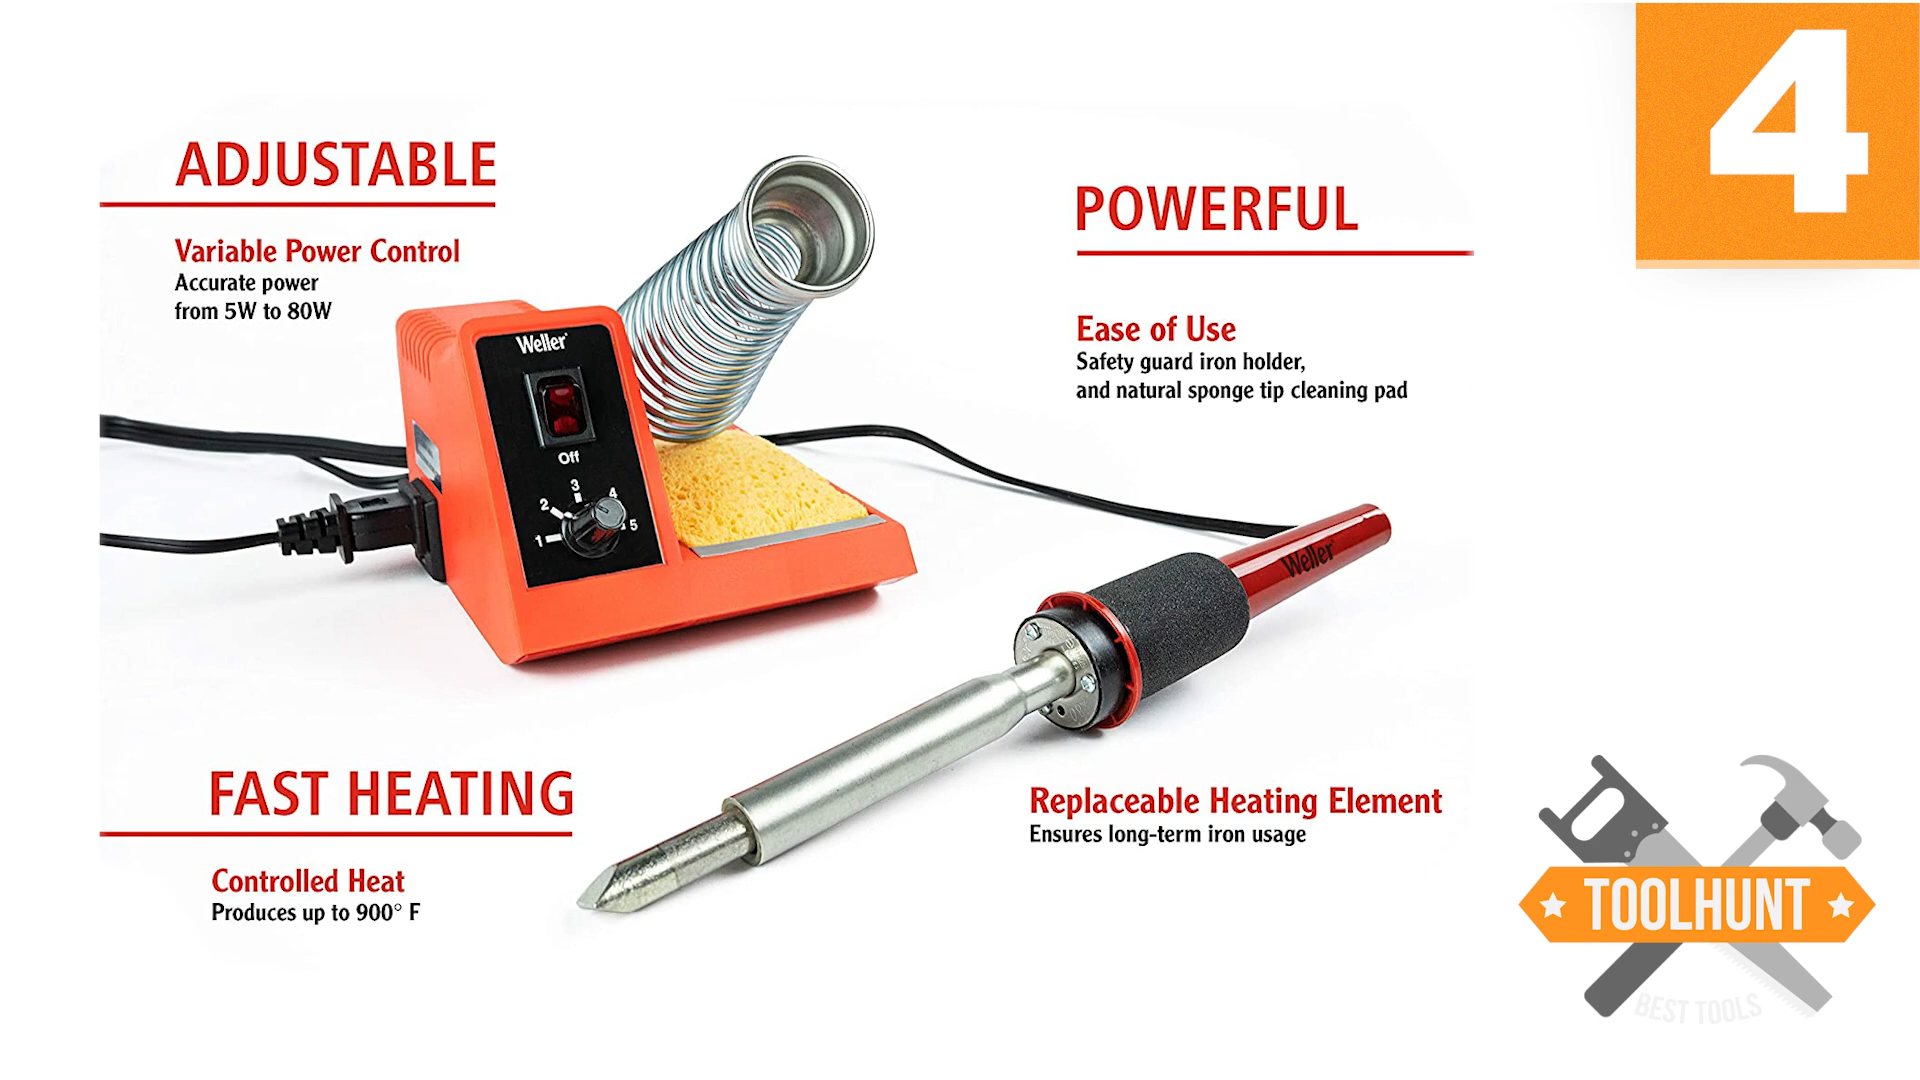 4
ADJUSTABLE
Variable Power Control
Accurate power
from 5W to 80W
POWERFUL
Ease of Use
Safety guard iron holder,
and natural sponge tip cleaning pad
Weller
Off
1 2 3 4 5
Weller
FAST HEATING
Controlled Heat
Produces up to 900° F
Replaceable Heating Element
Ensures long-term iron usage
TOOLHUNT
BEST TOOLS